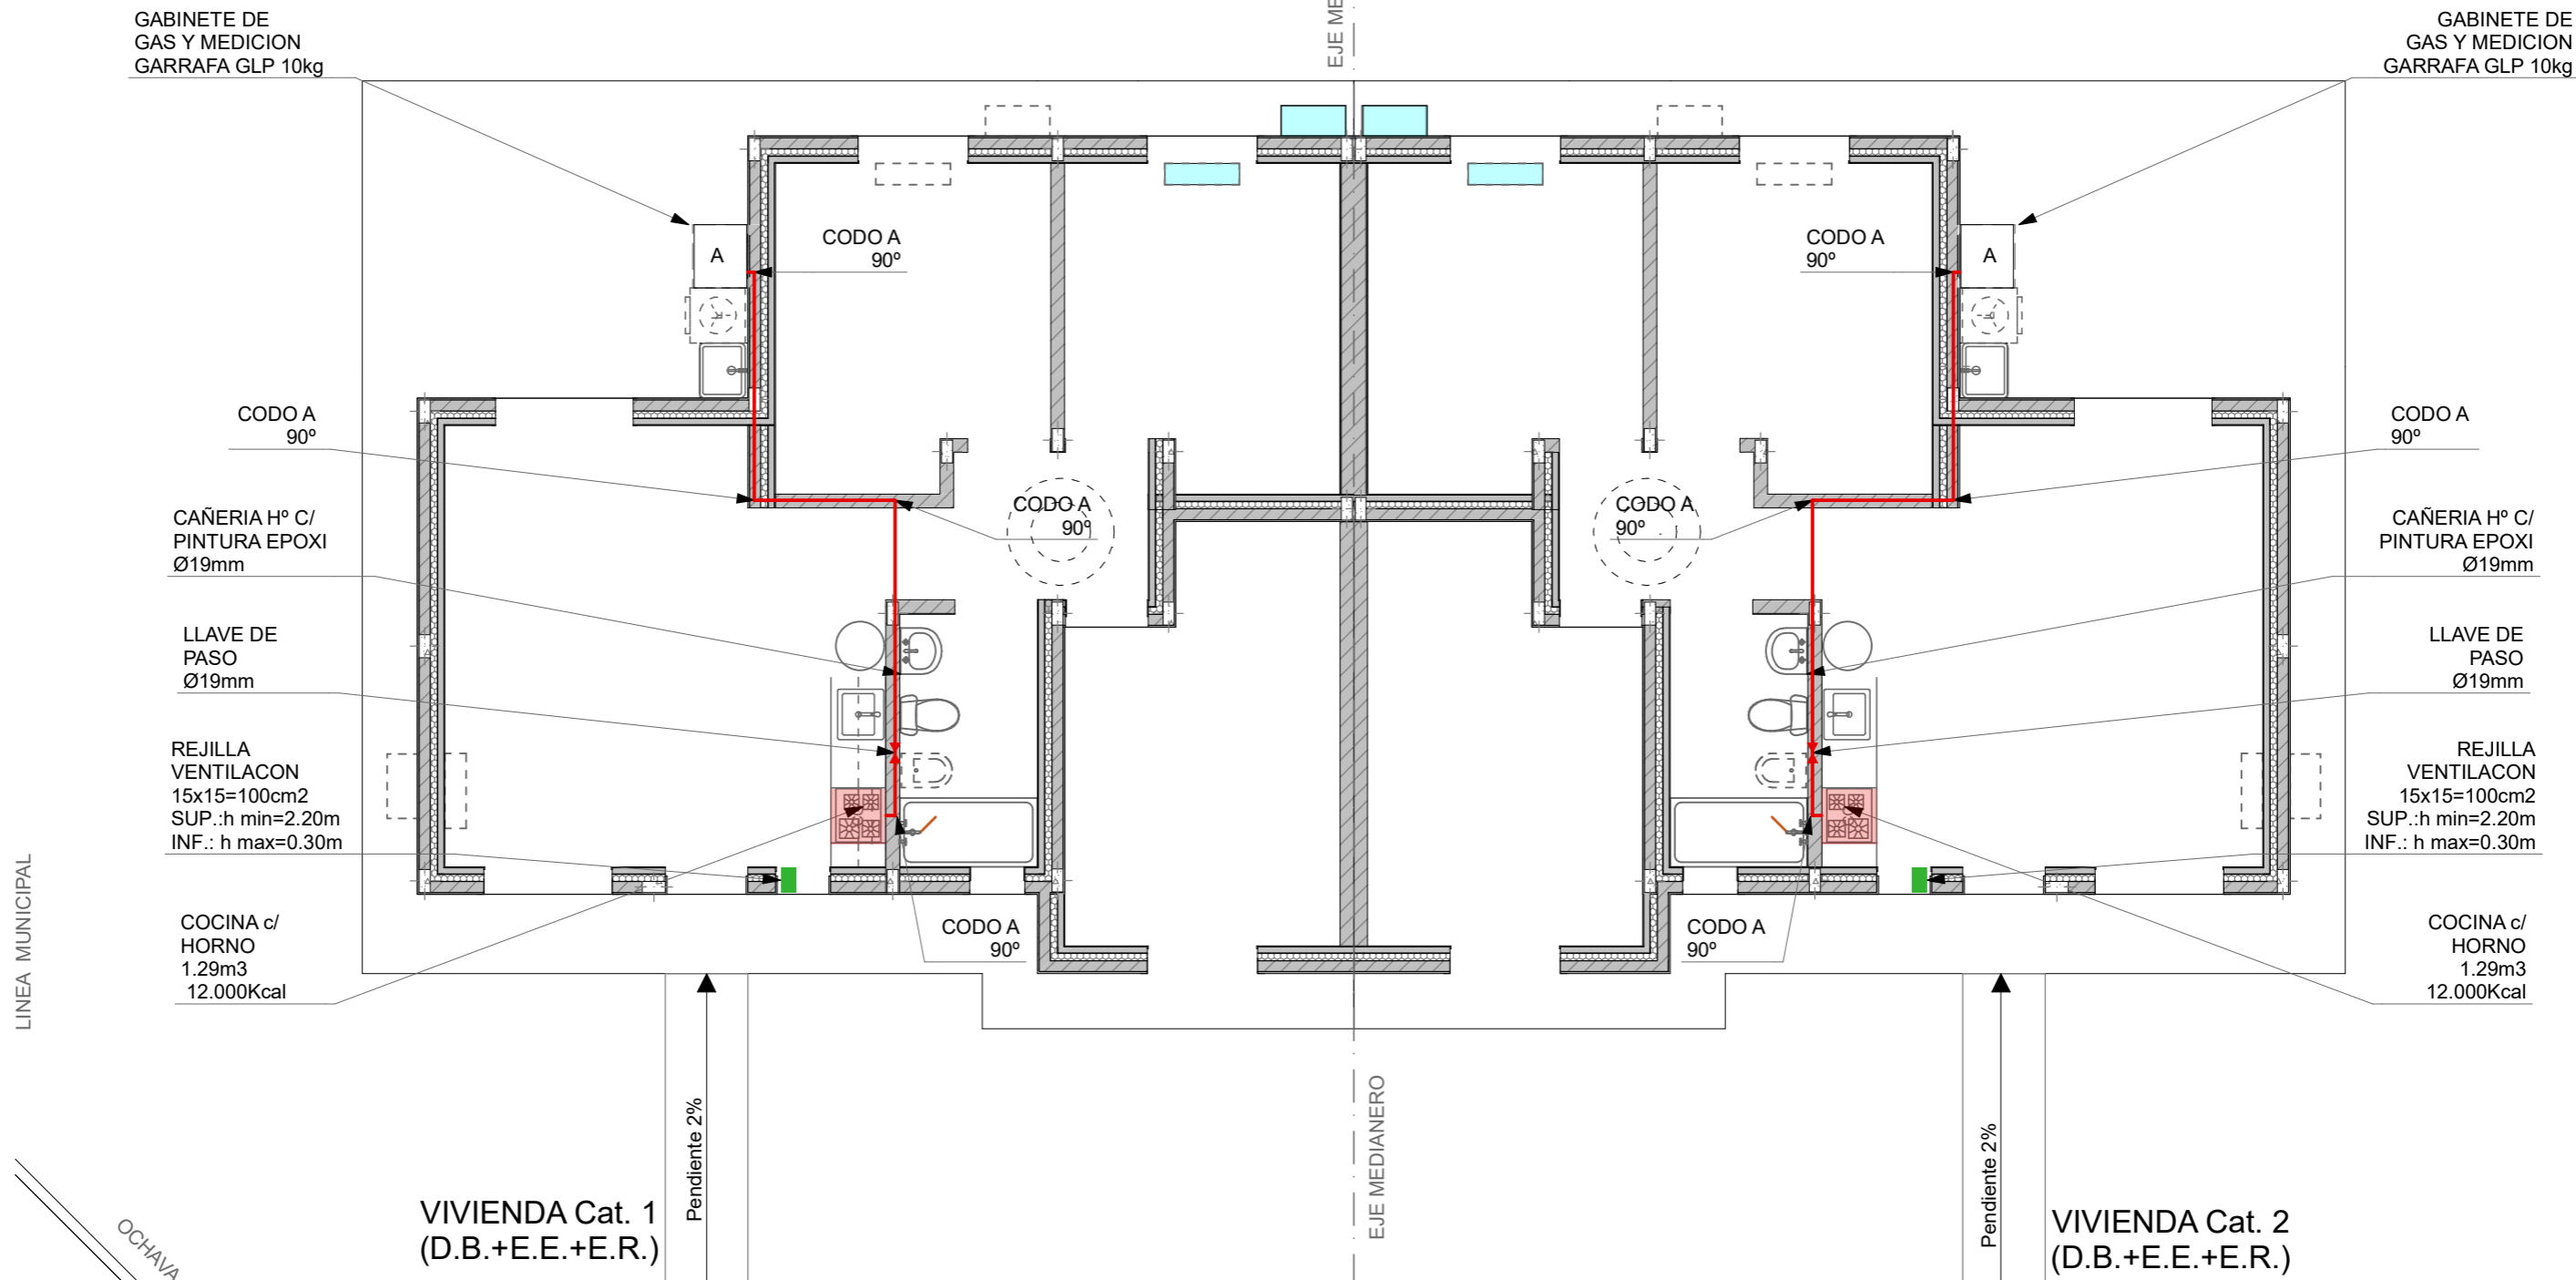 GABINETE DE
GAS Y MEDICION
GARRAFA GLP 10kg
EJE ME
GABINETE DE
GAS Y MEDICION
GARRAFA GLP 10kg
A
CODO A
90º
CODO A
90º
A
CODO A
90º
CODO A
90º
CODO A
90º
CODO A
90º
CAÑERIA Hº C/
PINTURA EPOXI
Ø19mm
CAÑERIA Hº C/
PINTURA EPOXI
Ø19mm
LLAVE DE
PASO
Ø19mm
LLAVE DE
PASO
Ø19mm
REJILLA
VENTILACON
15x15=100cm2
SUP.:h min=2.20m
INF.: h max=0.30m
REJILLA
VENTILACON
15x15=100cm2
SUP.:h min=2.20m
INF.: h max=0.30m
COCINA c/
HORNO
1.29m3
12.000Kcal
CODO A
90º
CODO A
90º
COCINA c/
HORNO
1.29m3
12.000Kcal
LINEA MUNICIPAL
EJE MEDIANERO
Pendiente 2%
Pendiente 2%
OCHAVA
VIVIENDA Cat. 1
(D.B.+E.E.+E.R.)
VIVIENDA Cat. 2
(D.B.+E.E.+E.R.)